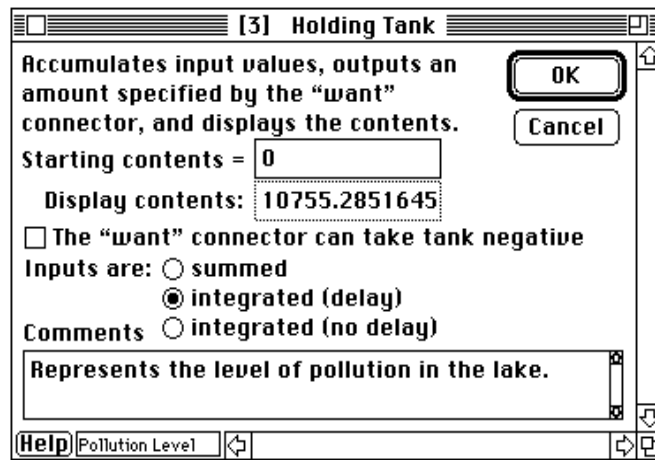 [3] Holding Tank
Accumulates input values, outputs an
amount specified by the “want”
connector, and displays the contents.
OK
Cancel
Starting contents = 0
Display contents: 10755.2851645
The “want” connector can take tank negative
Inputs are: summed
integrated (delay)
integrated (no delay)
Comments
Represents the level of pollution in the lake.
Help Pollution Level